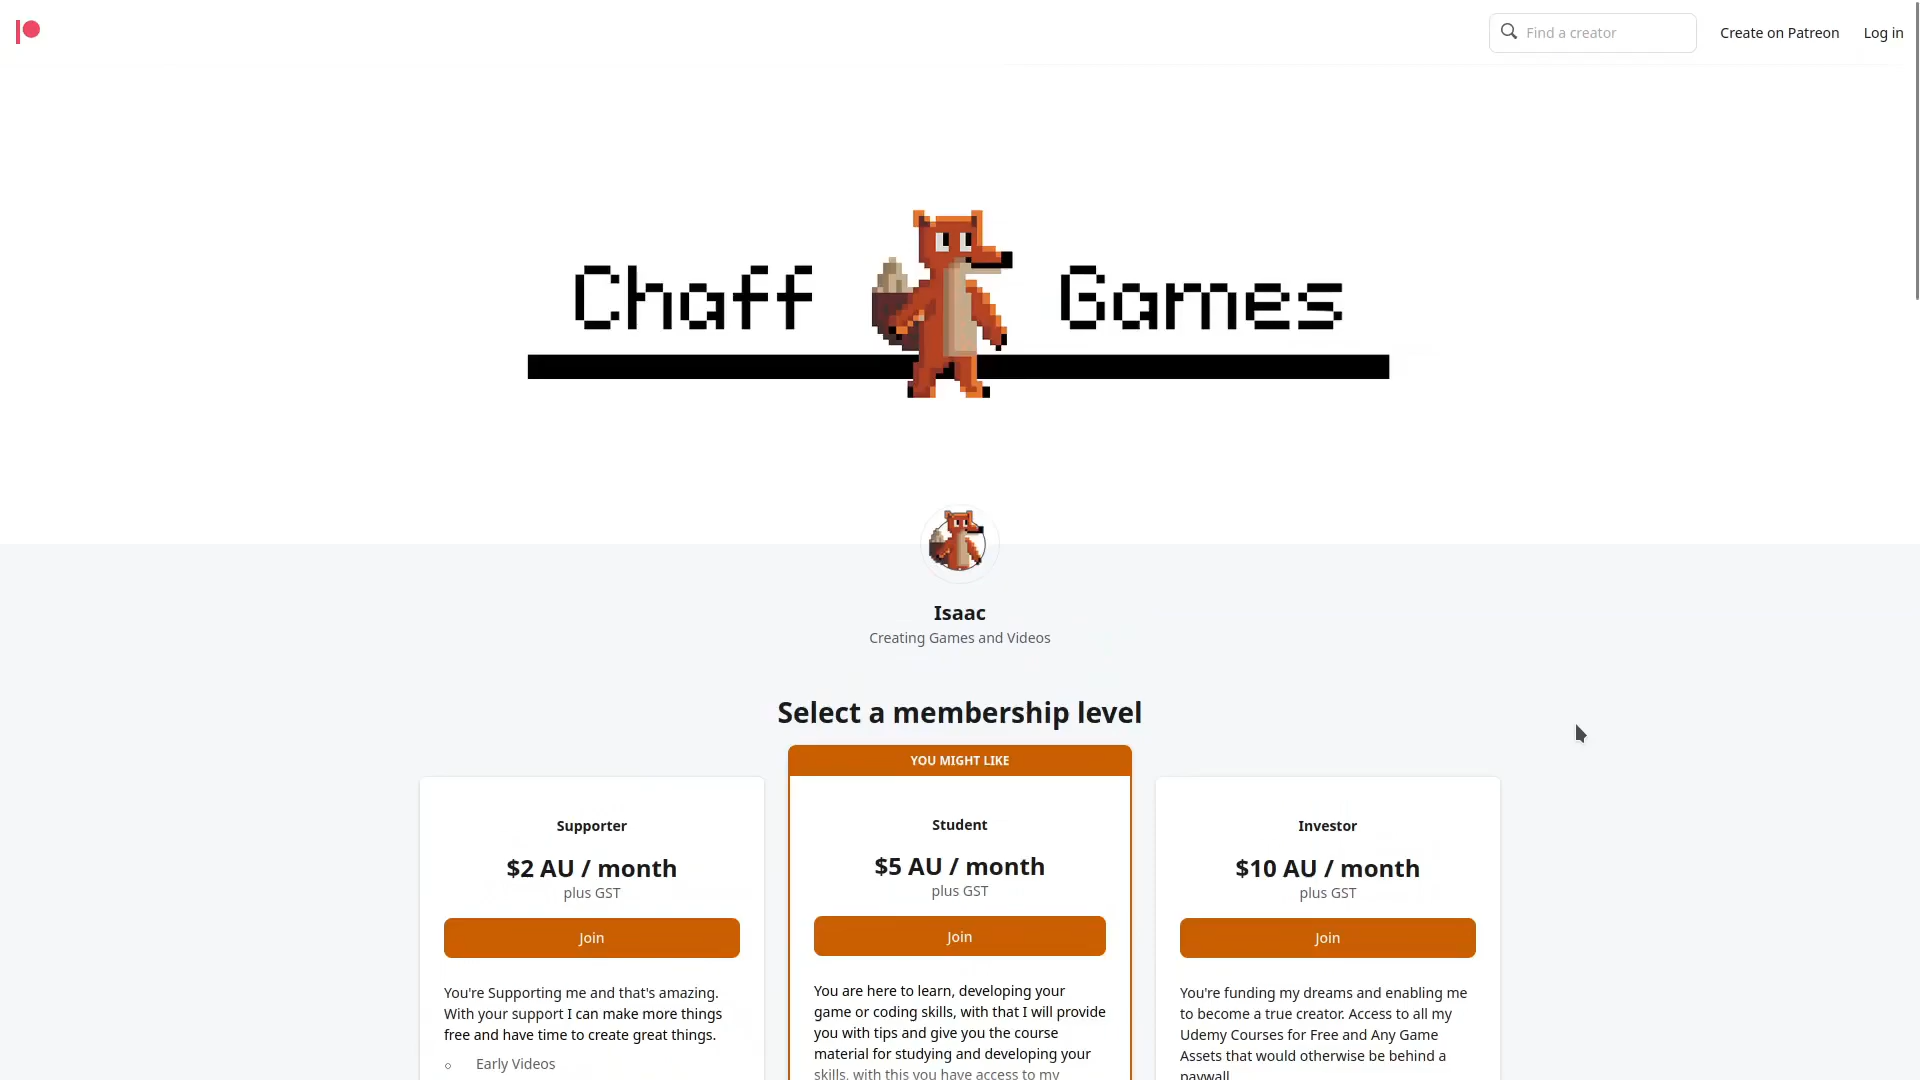 Find a creator
Create on Patreon
Log in
Chaff Games
Isaac
Creating Games and Videos
Select a membership level
YOU MIGHT LIKE
Supporter
$2 AU / month
plus GST
Join
You're Supporting me and that's amazing.
With your support I can make more things
free and have time to create great things.
Early Videos
Student
$5 AU / month
plus GST
Join
You are here to learn, developing your
game or coding skills, with that I will provide
you with tips and give you the course
material for studying and developing your
skills, with this you have access to my
Investor
$10 AU / month
plus GST
Join
You're funding my dreams and enabling me
to become a true creator. Access to all my
Udemy Courses for Free and Any Game
Assets that would otherwise be behind a
paywall